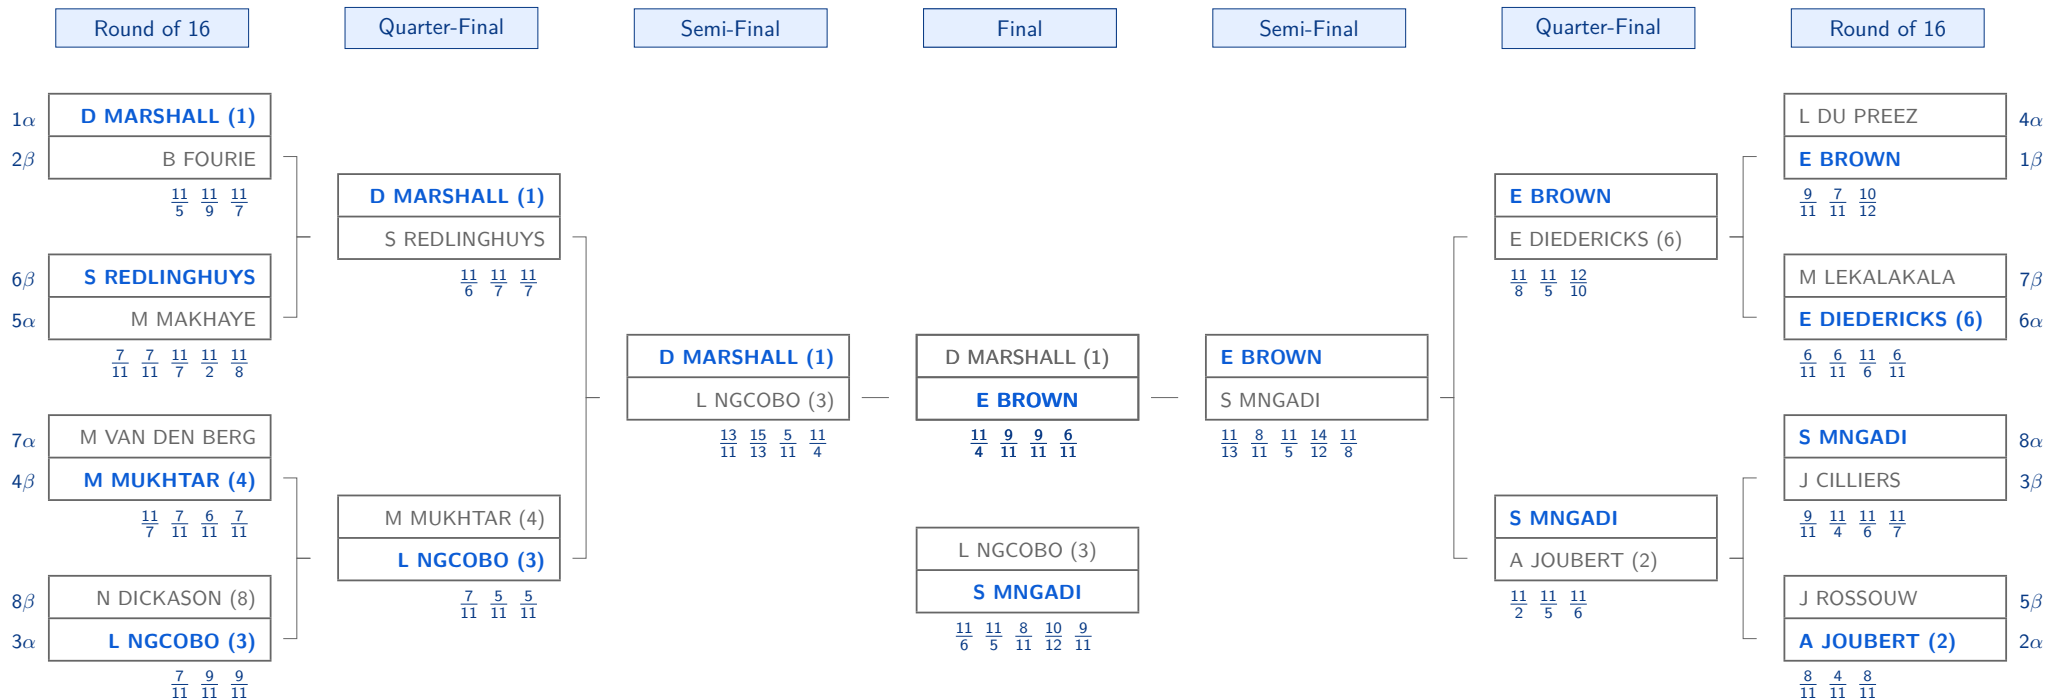 Round of 16
Quarter-Final
Semi-Final
Final
Semi-Final
Quarter-Final
Round of 16
1α D MARSHALL (1)
2β B FOURIE
11/5 11/9 11/7
6β S REDLINGHUYS
5α M MAKHAYE
7/11 7/11 11/7 11/2 11/8
7α M VAN DEN BERG
4β M MUKHTAR (4)
11/7 7/11 6/11 7/11
8β N DICKASON (8)
3α L NGCOBO (3)
7/11 9/11 9/11
D MARSHALL (1)
S REDLINGHUYS
11/6 11/7 11/7
M MUKHTAR (4)
L NGCOBO (3)
7/11 5/11 5/11
D MARSHALL (1)
L NGCOBO (3)
13/11 15/13 5/11 11/4
D MARSHALL (1)
E BROWN
11/4 9/11 9/11 6/11
L NGCOBO (3)
S MNGADI
11/6 11/5 8/11 10/12 9/11
E BROWN
S MNGADI
11/13 8/11 11/5 14/12 11/8
E BROWN
E DIEDERICKS (6)
11/8 11/5 12/10
S MNGADI
A JOUBERT (2)
11/2 11/5 11/6
L DU PREEZ 4α
E BROWN 1β
9/11 7/11 10/12
M LEKALAKALA 7β
E DIEDERICKS (6) 6α
6/11 6/11 11/6 6/11
S MNGADI 8α
J CILLIERS 3β
9/11 11/4 11/6 11/7
J ROSSOUW 5β
A JOUBERT (2) 2α
8/11 4/11 8/11